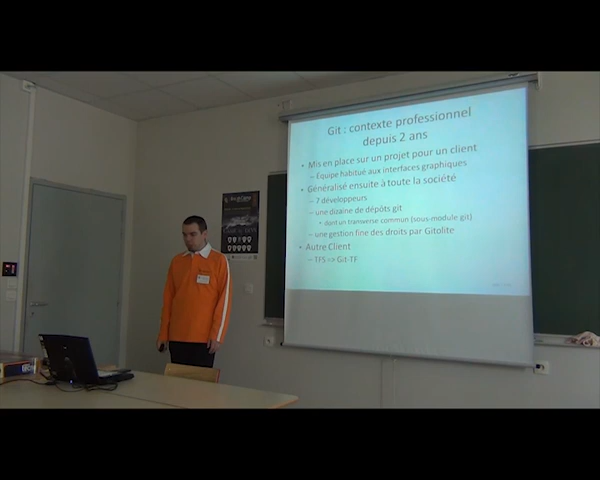 Git : contexte professionnel
depuis 2 ans
• Mis en place sur un projet pour un client
– Equipe habitué aux interfaces graphiques
• Généralisé ensuite à toute la société
– 7 développeurs
– une dizaine de dépôts git
• dont un transverse commun (sous-module git)
– une gestion fine des droits par Gitolite
• Autre Client
– TFS -> Git-TF